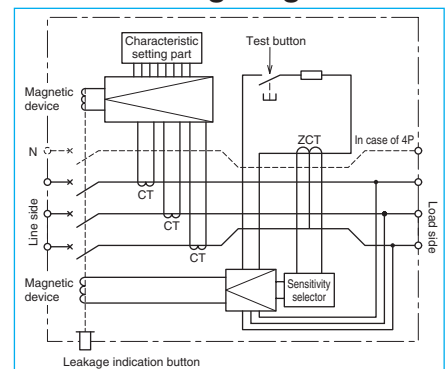 Characteristic
setting part
Test button
Magnetic
device
ZCT
In case of 4P
N
CT
CT
CT
Line side
Load side
Magnetic
device
Sensitivity
selector
Leakage indication button